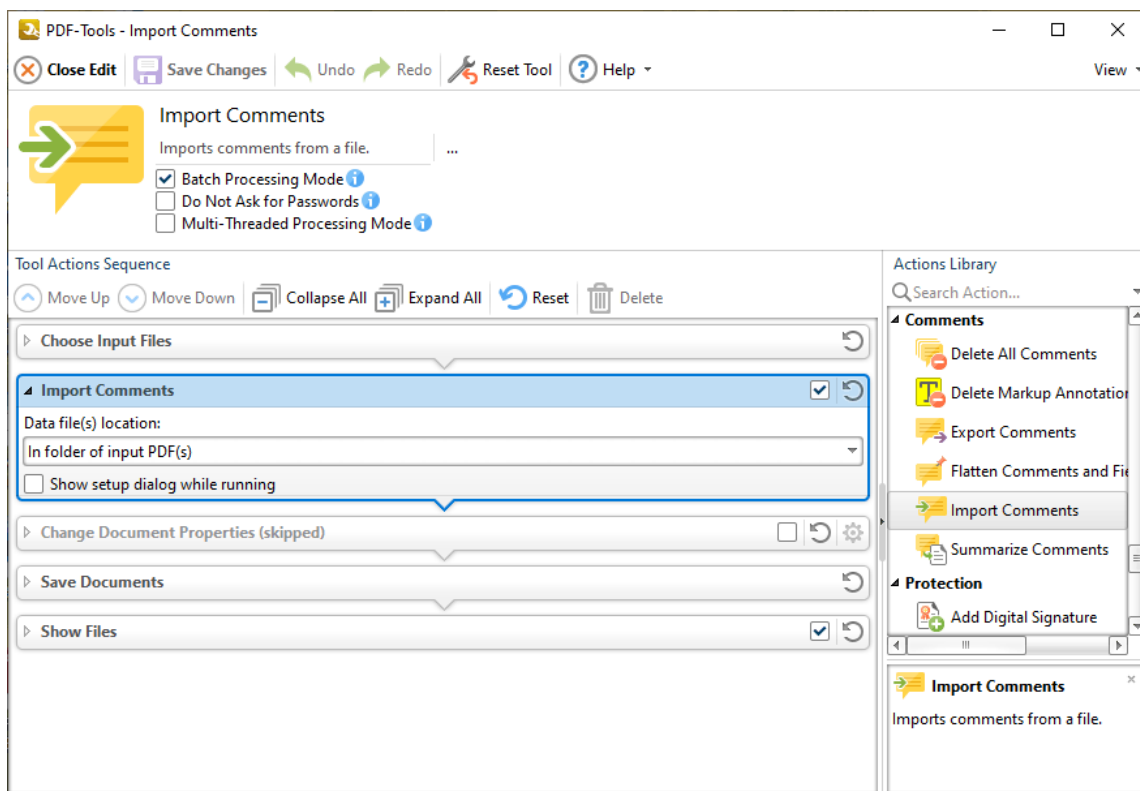 PDF-Tools - Import Comments
Close Edit Save Changes Undo Redo Reset Tool Help View
Import Comments
Imports comments from a file. ...
Batch Processing Mode
Do Not Ask for Passwords
Multi-Threaded Processing Mode
Tool Actions Sequence
Move Up Move Down Collapse All Expand All Reset Delete
Choose Input Files
Import Comments
Data file(s) location:
In folder of input PDF(s)
Show setup dialog while running
Change Document Properties (skipped)
Save Documents
Show Files
Actions Library
Search Action...
Comments
Delete All Comments
Delete Markup Annotation
Export Comments
Flatten Comments and Fie
Import Comments
Summarize Comments
Protection
Add Digital Signature
Import Comments
Imports comments from a file.